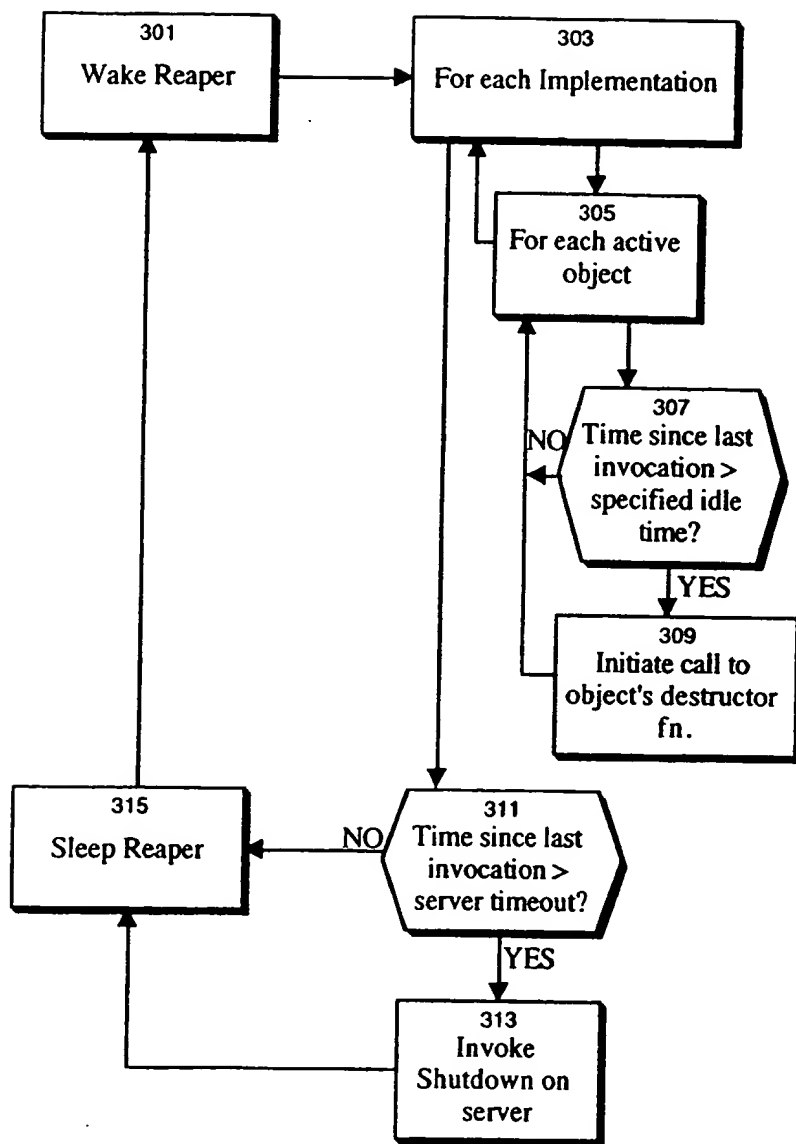 301
Wake Reaper
303
For each Implementation
305
For each active
object
307
NO
Time since last
invocation >
specified idle
time?
YES
309
Initiate call to
object's destructor
fn.
315
Sleep Reaper
311
NO
Time since last
invocation >
server timeout?
YES
313
Invoke
Shutdown on
server